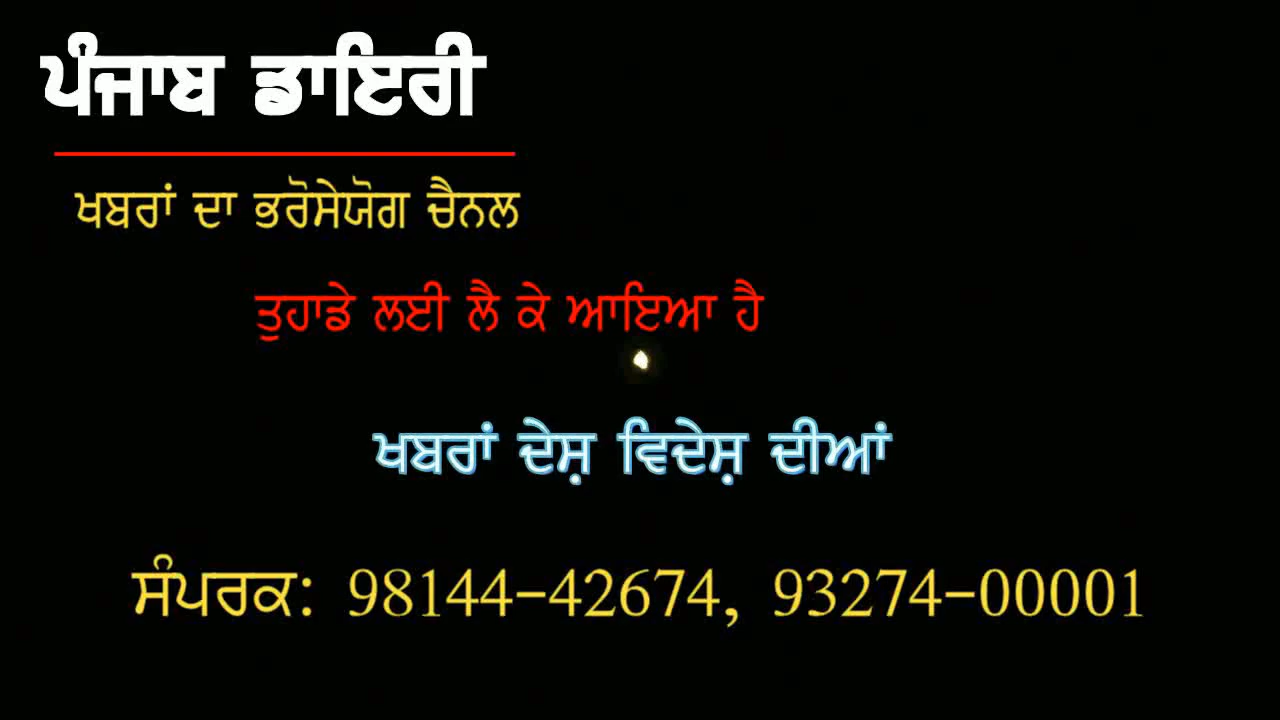 ਪੰਜਾਬ ਡਾਇਰੀ
ਖਬਰਾਂ ਦਾ ਭਰੋਸੇਯੋਗ ਚੈਨਲ
ਤੁਹਾਡੇ ਲਈ ਲੈ ਕੇ ਆਇਆ ਹੈ
ਖਬਰਾਂ ਦੇਸ਼ ਵਿਦੇਸ਼ ਦੀਆਂ
ਸੰਪਰਕ: 98144-42674, 93274-00001